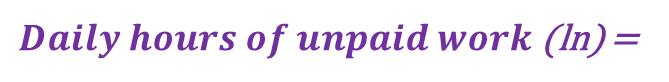 Daily hours of unpaid work (ln) =